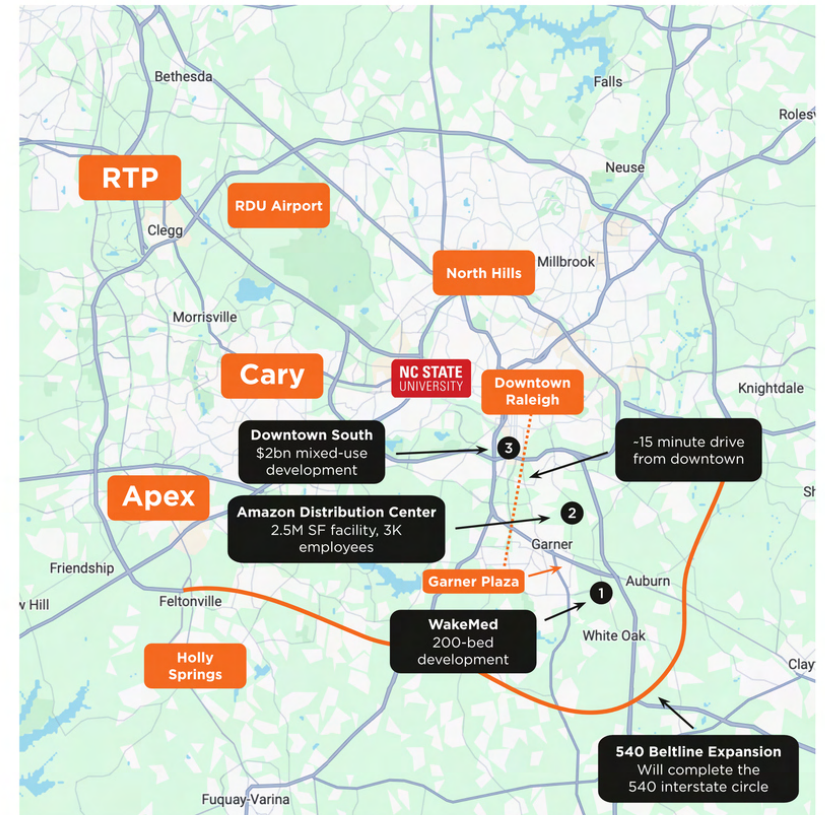 Bethesda
Falls
Roles
Neuse
RTP
RDU Airport
Clegg
North Hills
Millbrook
Morrisville
Cary
NC STATE
UNIVERSITY
Downtown
Raleigh
Knightdale
Downtown South
$2bn mixed-use
development
3
-15 minute drive
from downtown
Apex
Sh
Amazon Distribution Center
2.5M SF facility, 3K
employees
2
Garner
Friendship
Garner Plaza
Auburn
w Hill
Feltonville
1
WakeMed
200-bed
development
White Oak
Holly
Springs
Clay
540 Beltline Expansion
Will complete the
540 interstate circle
Fuquay-Varina